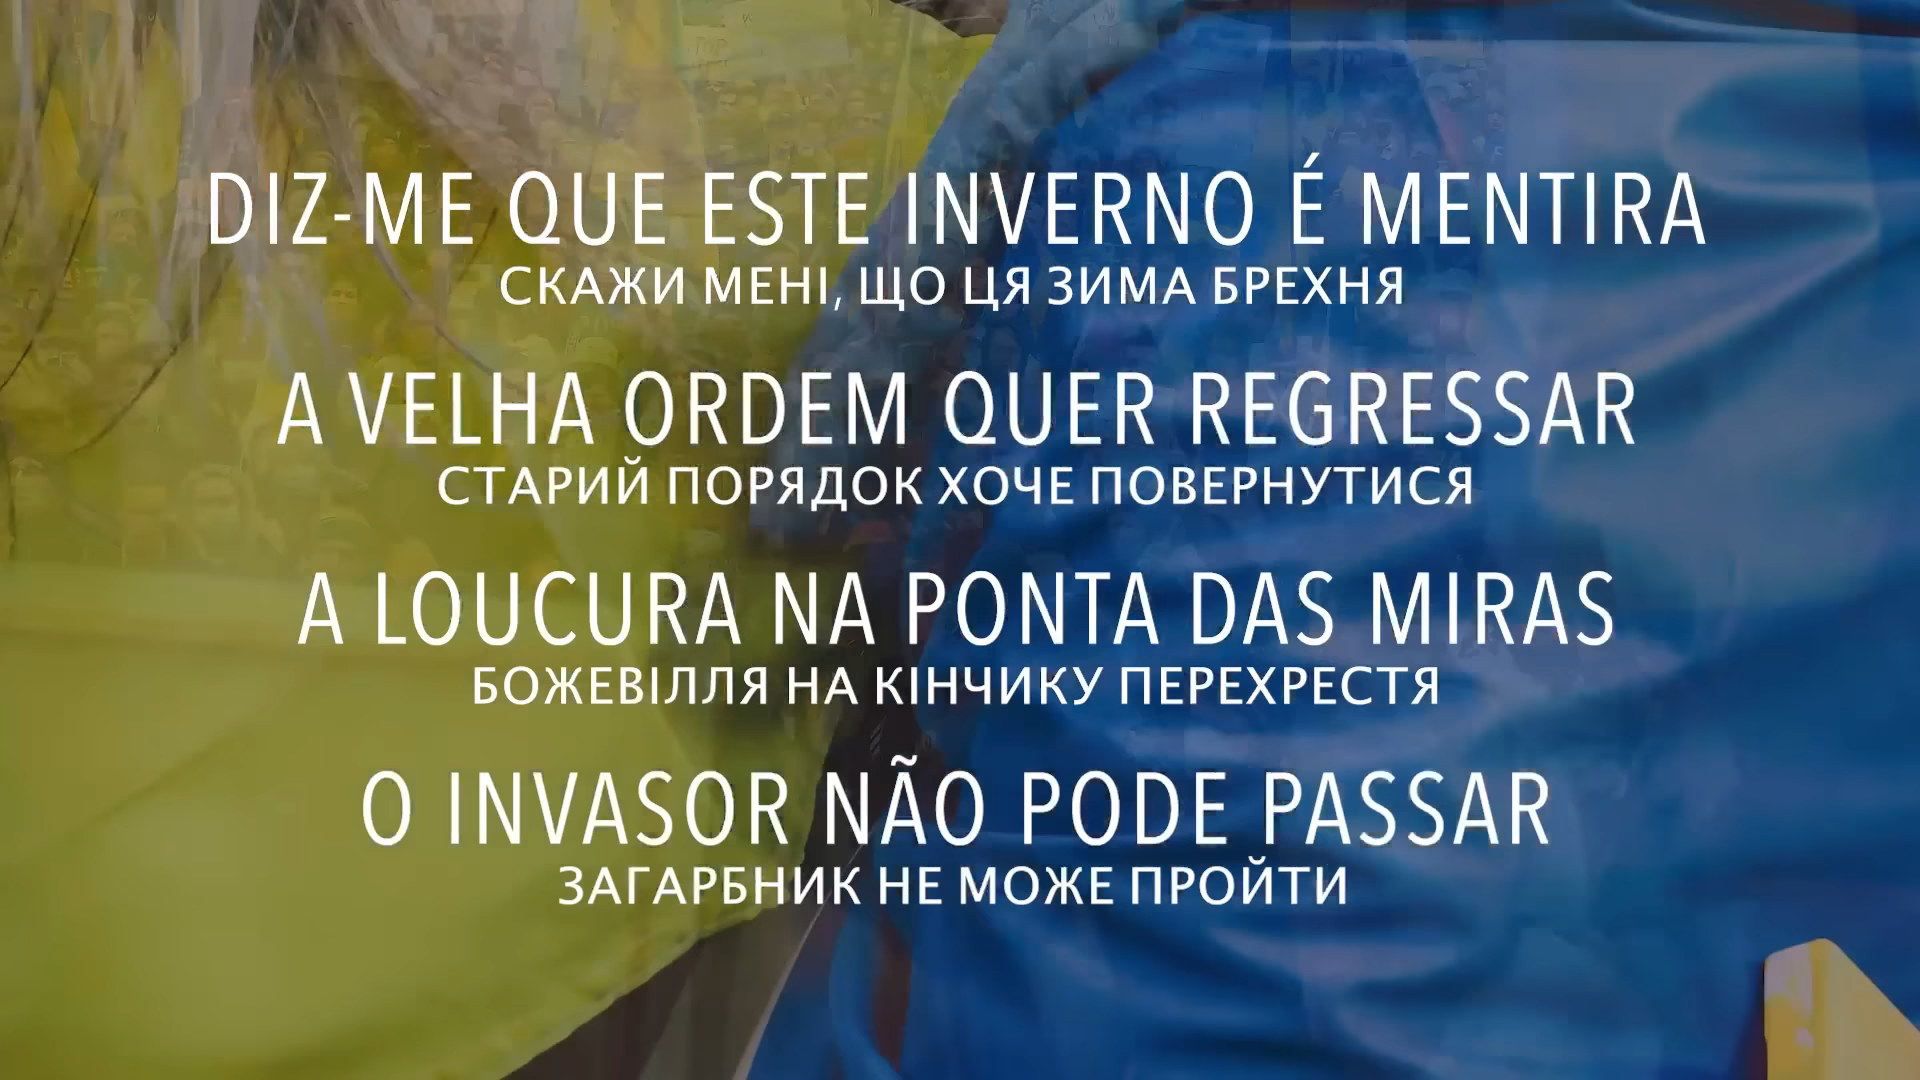 DIZ-ME QUE ESTE INVERNO É MENTIRA
СКАЖИ МЕНІ, ЩО ЦЯ ЗИМА БРЕХНЯ
A VELHA ORDEM QUER REGRESSAR
СТАРИЙ ПОРЯДОК ХОЧЕ ПОВЕРНУТИСЯ
A LOUCURA NA PONTA DAS MIRAS
БОЖЕВІЛЛЯ НА КІНЧИКУ ПЕРЕХРЕСТЯ
O INVASOR NÃO PODE PASSAR
ЗАГАРБНИК НЕ МОЖЕ ПРОЙТИ